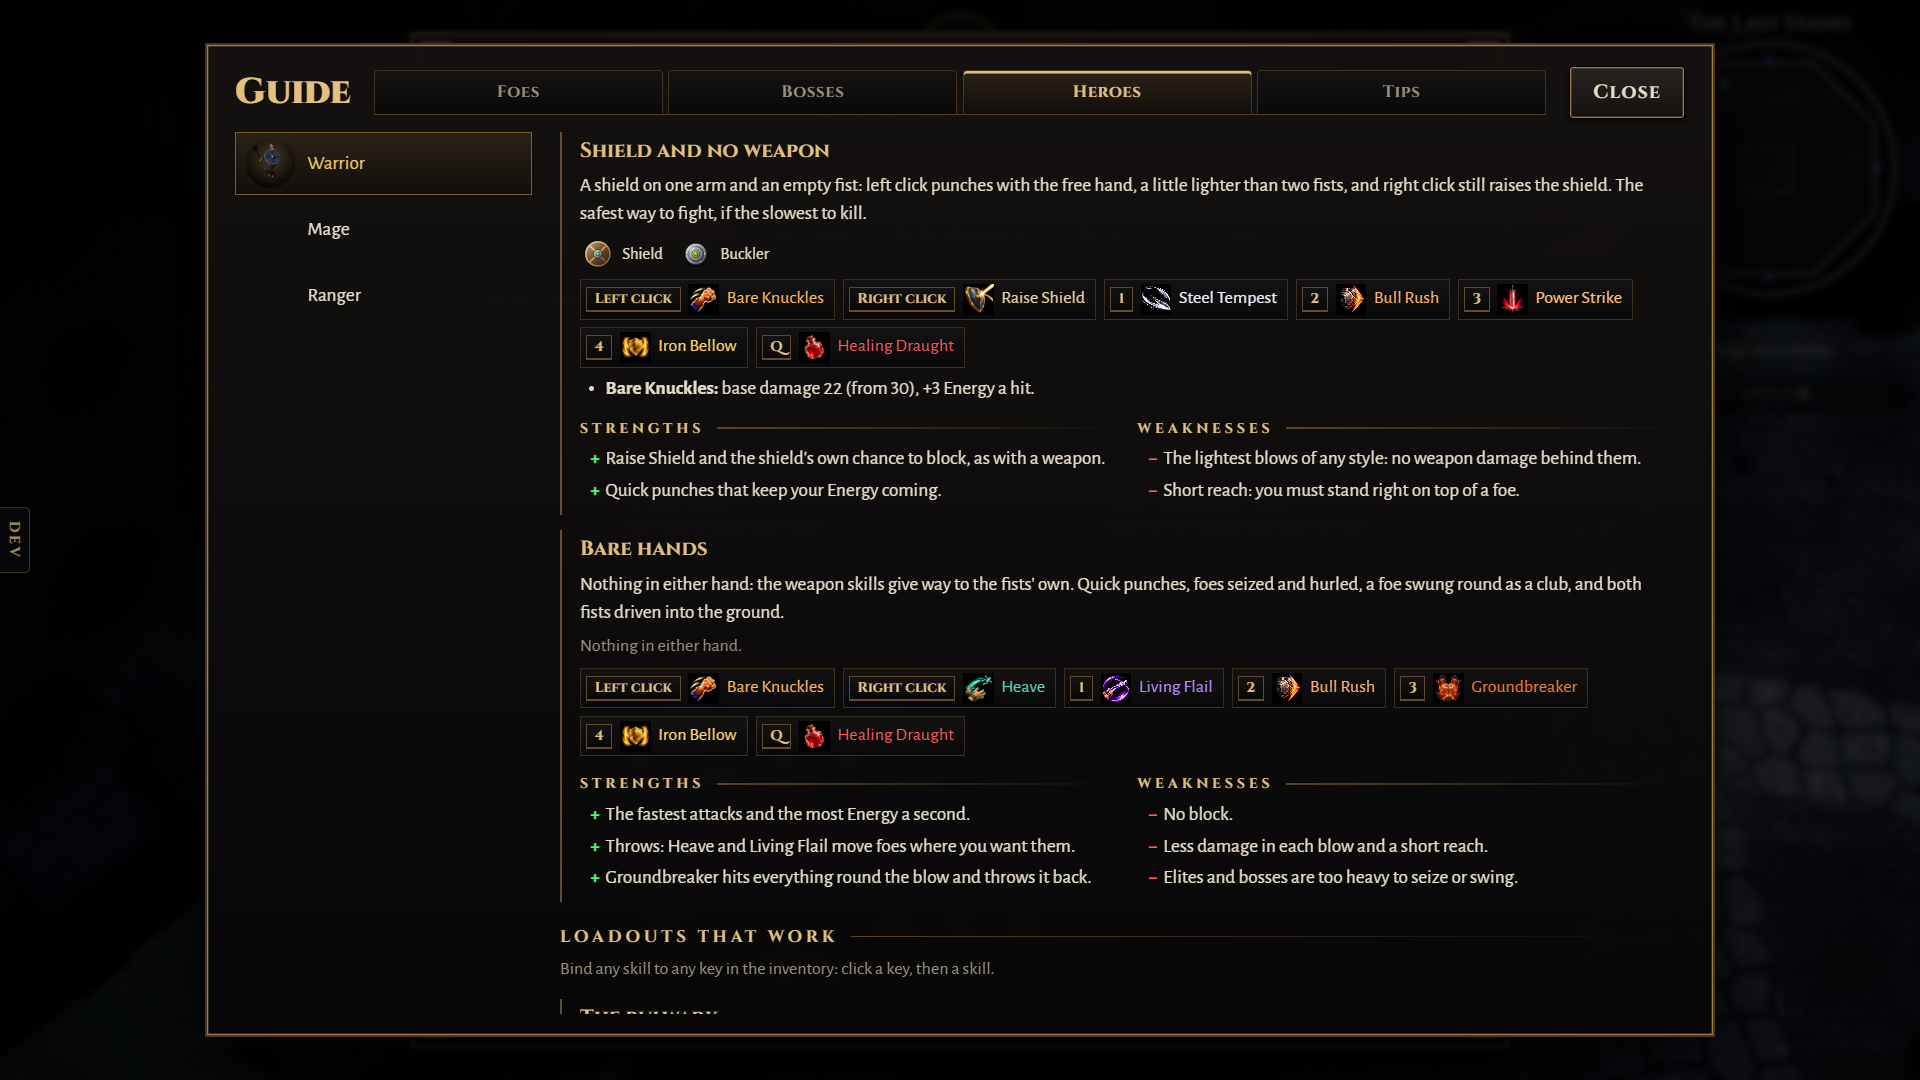 The Last Stand
Guide
Foes
Bosses
Heroes
Tips
Close
Warrior
Mage
Ranger
DEV
Shield and no weapon
A shield on one arm and an empty fist: left click punches with the free hand, a little lighter than two fists, and right click still raises the shield. The
safest way to fight, if the slowest to kill.
Shield Buckler
Left click Bare Knuckles Right click Raise Shield 1 Steel Tempest 2 Bull Rush 3 Power Strike
4 Iron Bellow Q Healing Draught
• Bare Knuckles: base damage 22 (from 30), +3 Energy a hit.
Strengths
+ Raise Shield and the shield's own chance to block, as with a weapon.
+ Quick punches that keep your Energy coming.
Weaknesses
– The lightest blows of any style: no weapon damage behind them.
– Short reach: you must stand right on top of a foe.
Bare hands
Nothing in either hand: the weapon skills give way to the fists' own. Quick punches, foes seized and hurled, a foe swung round as a club, and both
fists driven into the ground.
Nothing in either hand.
Left click Bare Knuckles Right click Heave 1 Living Flail 2 Bull Rush 3 Groundbreaker
4 Iron Bellow Q Healing Draught
Strengths
+ The fastest attacks and the most Energy a second.
+ Throws: Heave and Living Flail move foes where you want them.
+ Groundbreaker hits everything round the blow and throws it back.
Weaknesses
– No block.
– Less damage in each blow and a short reach.
– Elites and bosses are too heavy to seize or swing.
Loadouts that work
Bind any skill to any key in the inventory: click a key, then a skill.
The bulwark